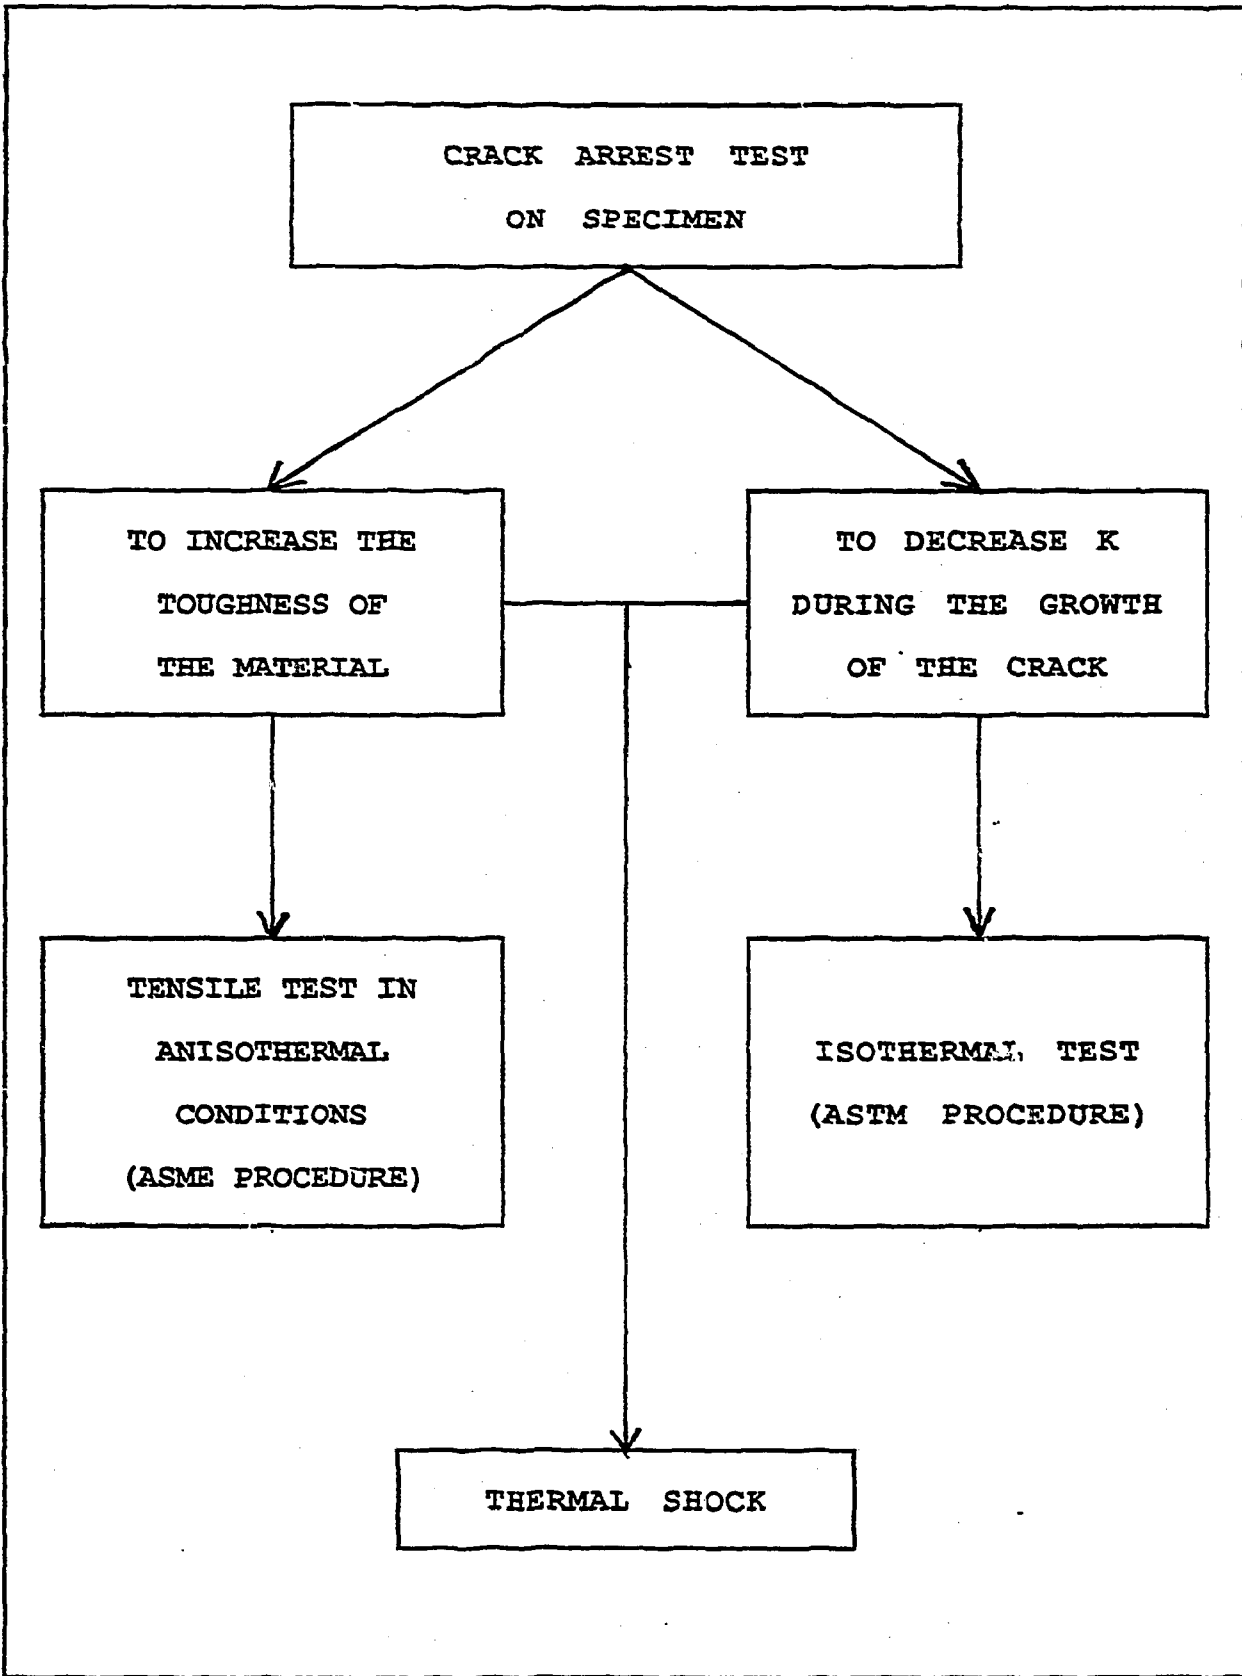 CRACK ARREST TEST
ON SPECIMEN
TO INCREASE THE
TOUGHNESS OF
THE MATERIAL
TO DECREASE K
DURING THE GROWTH
OF THE CRACK
TENSILE TEST IN
ANISOTHERMAL
CONDITIONS
(ASME PROCEDURE)
ISOTHERMAL TEST
(ASTM PROCEDURE)
THERMAL SHOCK